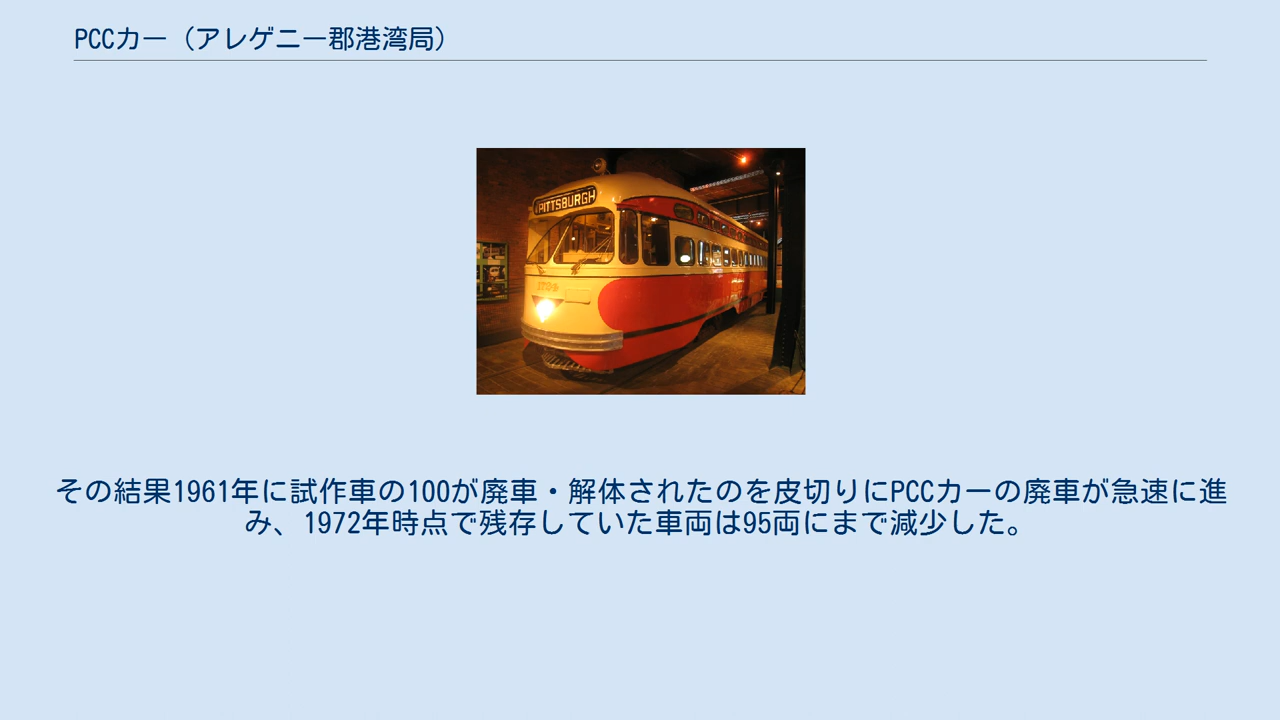 PCCカー（アレゲニー郡港湾局）
PITTSBURGH
その結果1961年に試作車の100が廃車・解体されたのを皮切りにPCCカーの廃車が急速に進
み、1972年時点で残存していた車両は95両にまで減少した。